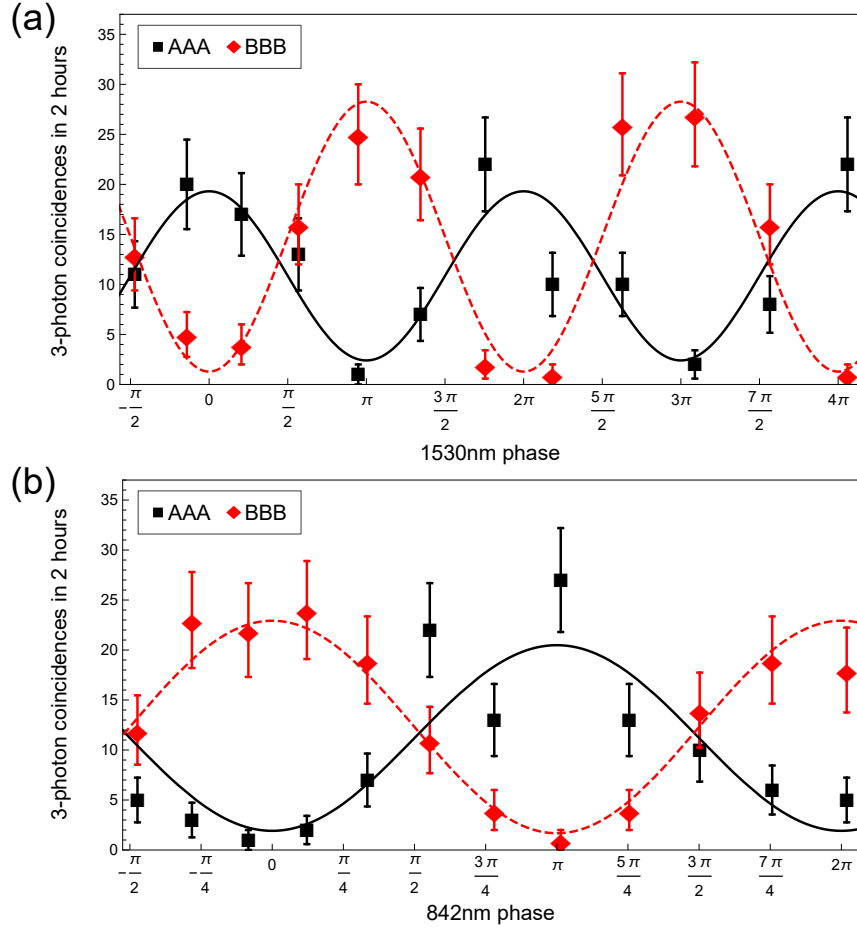 (a)
3-photon coincidences in 2 hours
AAA BBB
35
30
25
20
15
10
5
0
-π/2 0 π/2 π 3π/2 2π 5π/2 3π 7π/2 4π
1530nm phase
(b)
3-photon coincidences in 2 hours
AAA BBB
35
30
25
20
15
10
5
0
-π/2 -π/4 0 π/4 π/2 3π/4 π 5π/4 3π/2 7π/4 2π
842nm phase